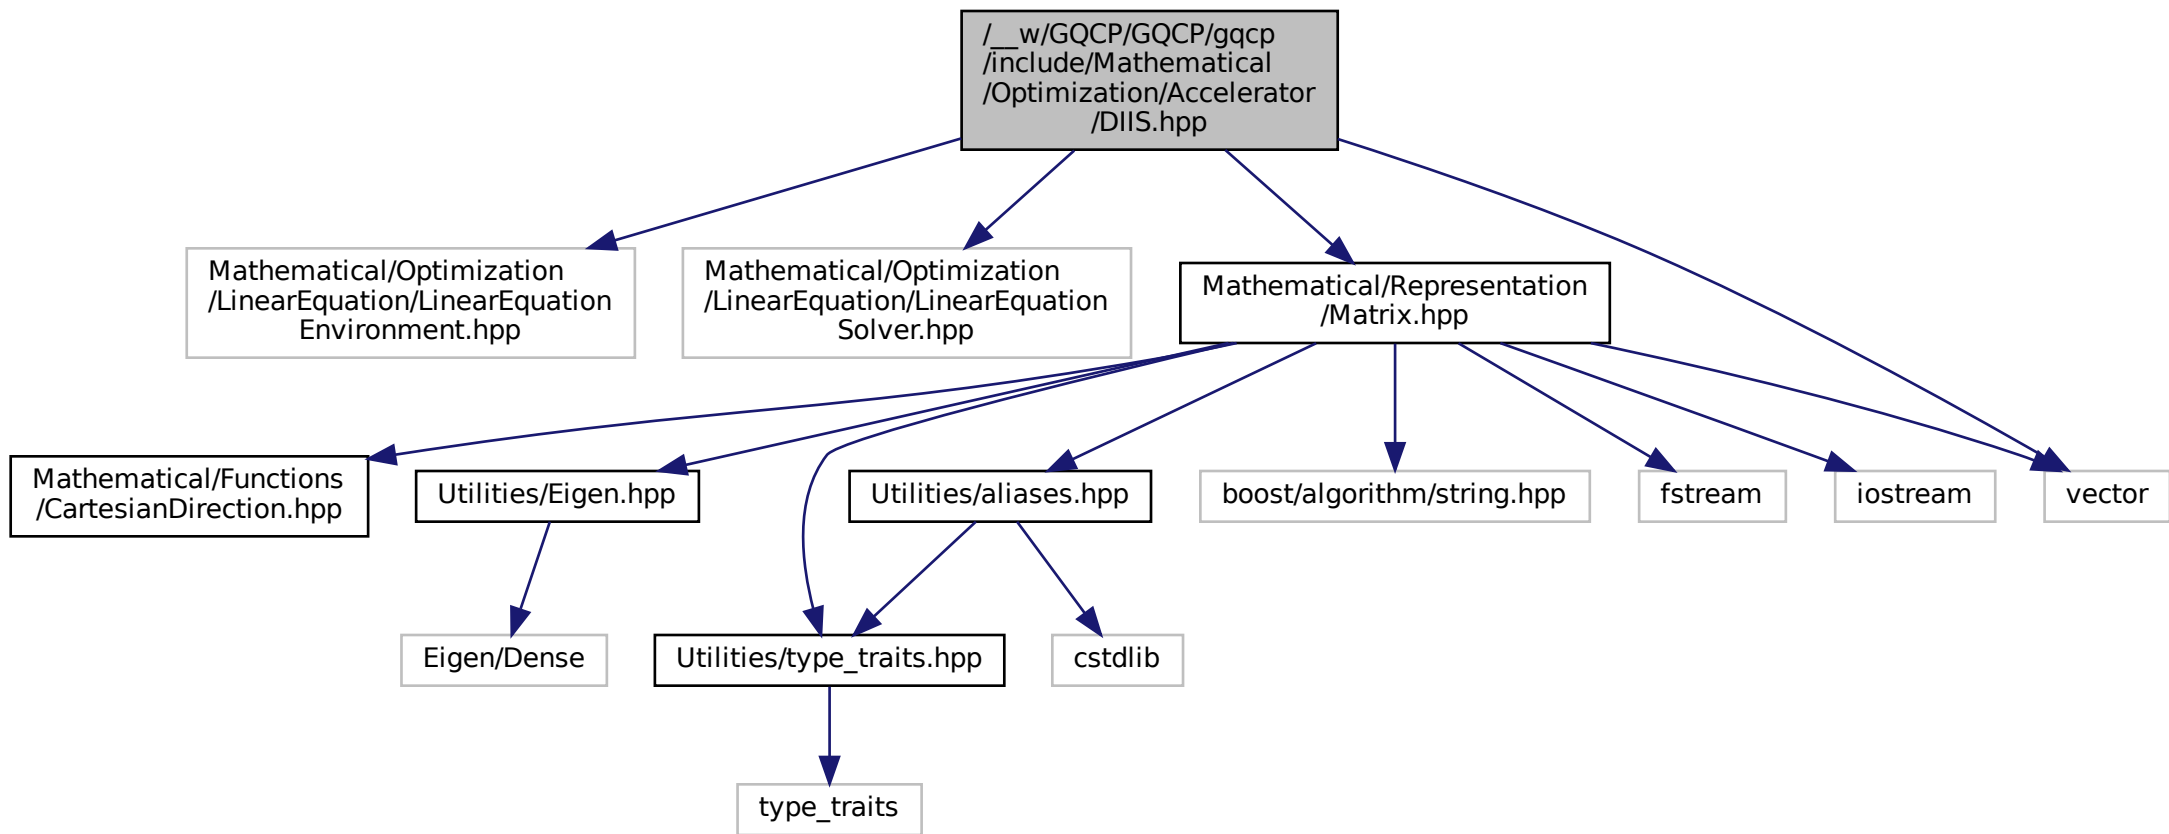 /__w/GQCP/GQCP/gqcp
/include/Mathematical
/Optimization/Accelerator
/DIIS.hpp
Mathematical/Optimization
/LinearEquation/LinearEquation
Environment.hpp
Mathematical/Optimization
/LinearEquation/LinearEquation
Solver.hpp
Mathematical/Representation
/Matrix.hpp
Mathematical/Functions
/CartesianDirection.hpp
Utilities/Eigen.hpp
Utilities/aliases.hpp
boost/algorithm/string.hpp
fstream
iostream
vector
Eigen/Dense
Utilities/type_traits.hpp
cstdlib
type_traits